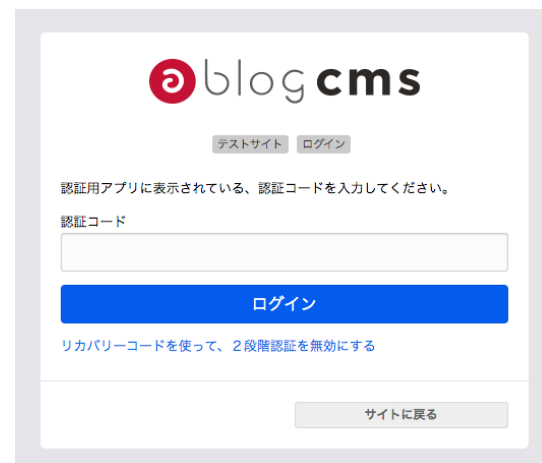 a blog cms
テストサイト ログイン
認証用アプリに表示されている、認証コードを入力してください。
認証コード
ログイン
リカバリーコードを使って、２段階認証を無効にする
サイトに戻る